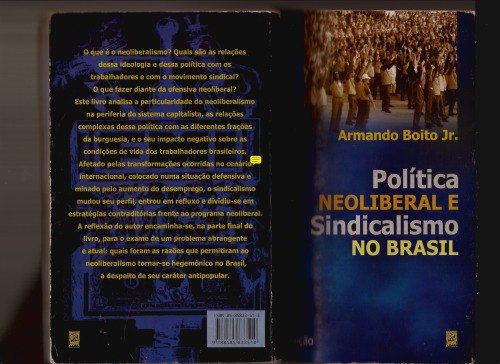 O que é o neoliberalismo? Quais são as relações
dessa ideologia e dessa política com os
trabalhadores e com o movimento sindical?
O que fazer diante da ofensiva neoliberal?
Este livro analisa a particularidade do neoliberalismo
na periferia do sistema capitalista, as relações
complexas dessa política com as diferentes frações
da burguesia, e o seu impacto negativo sobre as
condições de vida dos trabalhadores brasileiros.
Afetado pelas transformações ocorridas no cenário
internacional, colocado numa situação defensiva e
minado pelo aumento do desemprego, o sindicalismo
mudou seu perfil, entrou em refluxo e dividiu-se em
estratégias contraditórias frente ao programa neoliberal.
A reflexão do autor encaminha-se, na parte final do
livro, para o exame de um problema abrangente
e atual: quais foram as razões que permitiram ao
neoliberalismo tornar-se hegemônico no Brasil,
a despeito de seu caráter antipopular.
Armando Boito Jr.
Política
NEOLIBERAL E
Sindicalismo
NO BRASIL